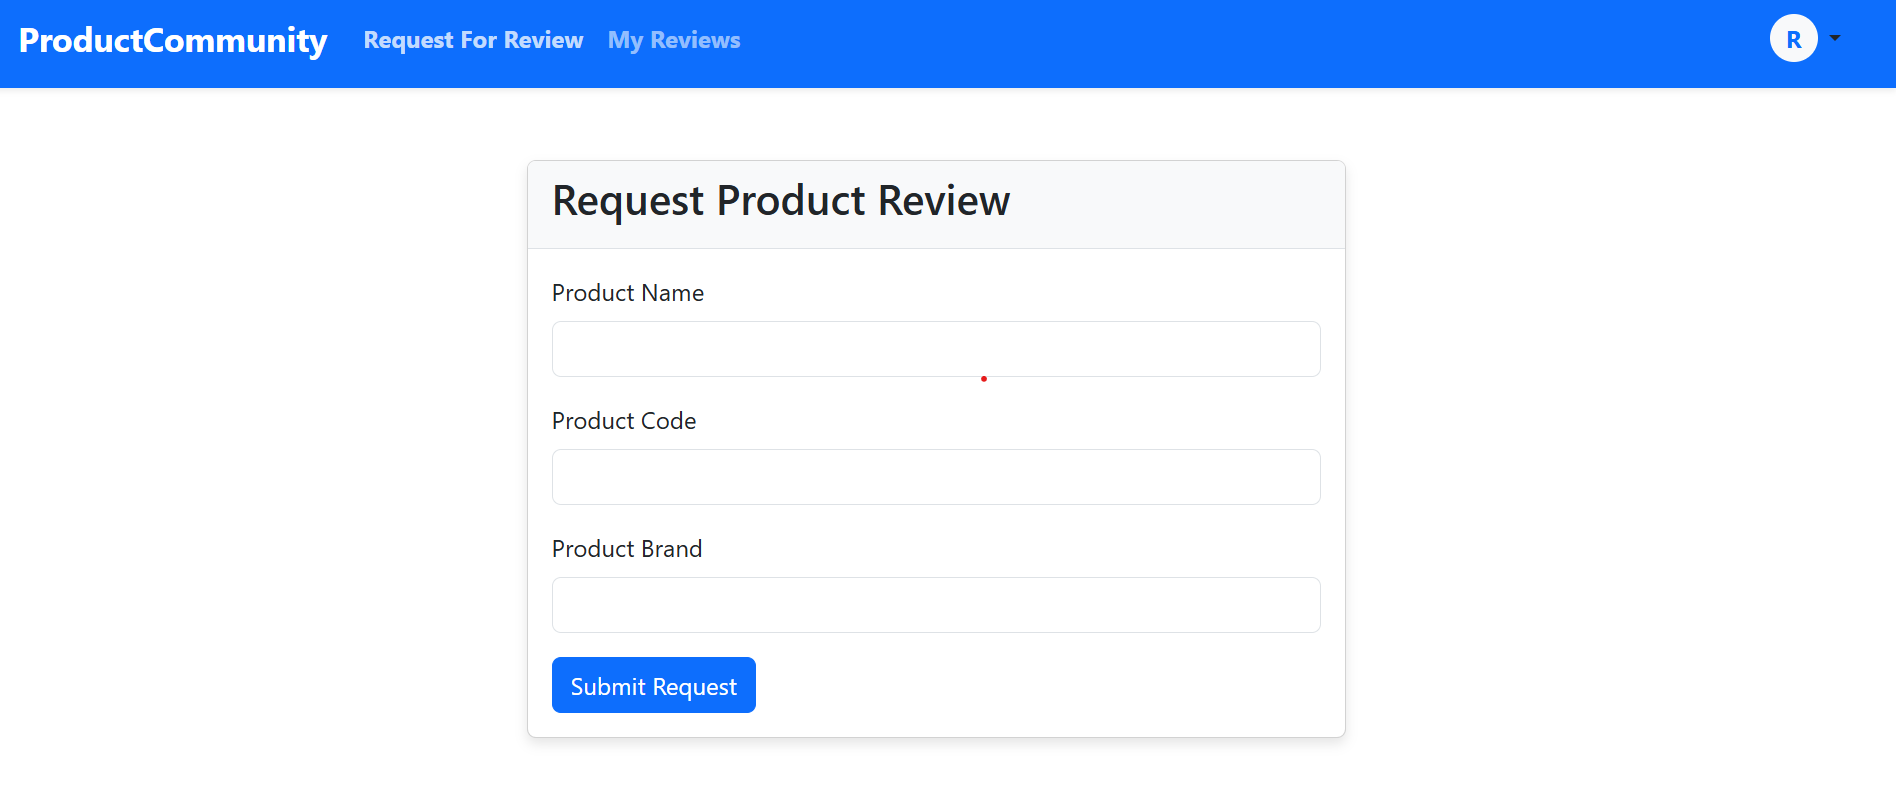 ProductCommunity Request For Review My Reviews R
Request Product Review
Product Name
Product Code
Product Brand
Submit Request